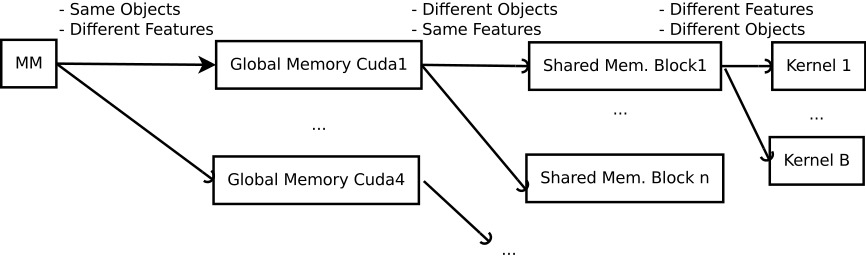 - Same Objects
- Different Features
- Different Objects
- Same Features
- Different Features
- Different Objects
MM
Global Memory Cuda1
Shared Mem. Block1
Kernel 1
...
...
...
Global Memory Cuda4
Shared Mem. Block n
Kernel B
...